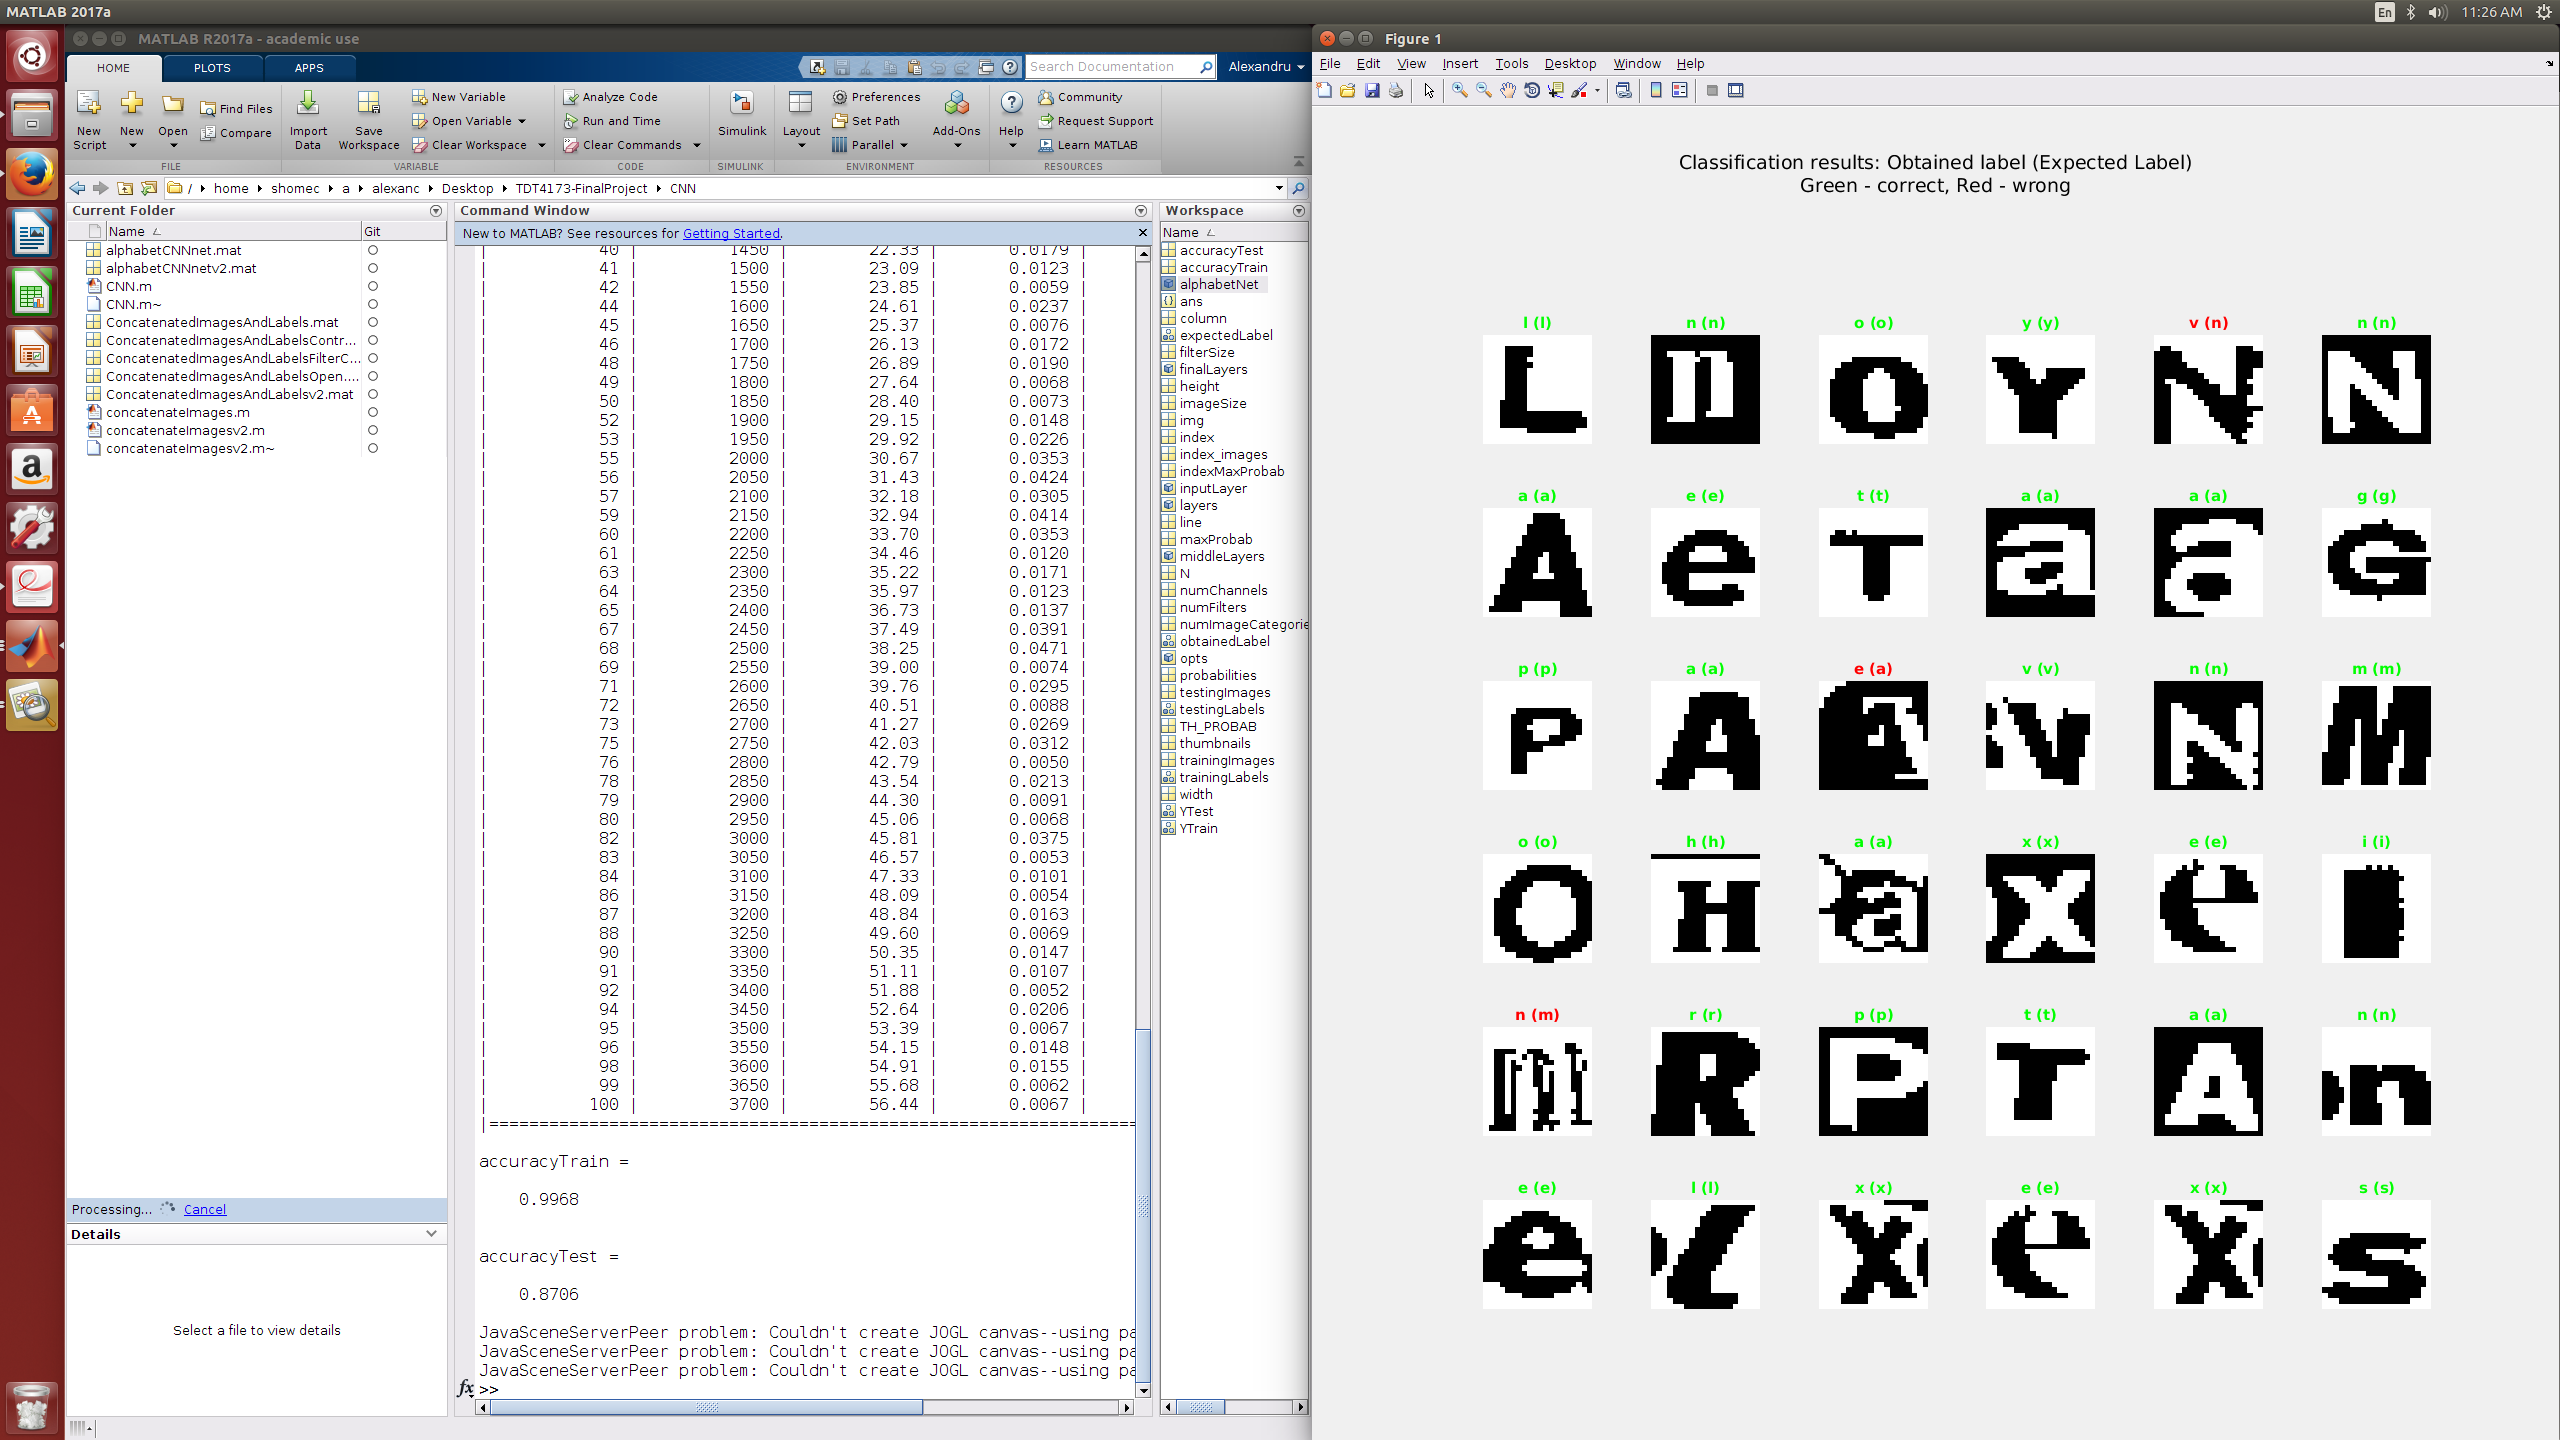 MATLAB 2017a
En
11:26 AM
MATLAB R2017a - academic use
HOME PLOTS APPS
Search Documentation
Alexandru
New Script
New
Open
Find Files
Compare
FILE
Import Data
Save Workspace
New Variable
Open Variable
Clear Workspace
VARIABLE
Analyze Code
Run and Time
Clear Commands
CODE
Simulink
SIMULINK
Layout
Preferences
Set Path
Parallel
ENVIRONMENT
Add-Ons
Help
Community
Request Support
Learn MATLAB
RESOURCES
/ home shomec a alexanc Desktop TDT4173-FinalProject CNN
Current Folder
Name Git
alphabetCNNnet.mat
alphabetCNNnetv2.mat
CNN.m
CNN.m~
ConcatenatedImagesAndLabels.mat
ConcatenatedImagesAndLabelsContr...
ConcatenatedImagesAndLabelsFilterC...
ConcatenatedImagesAndLabelsOpen....
ConcatenatedImagesAndLabelsv2.mat
concatenateImages.m
concatenateImagesv2.m
concatenateImagesv2.m~
Processing... Cancel
Details
Select a file to view details
Command Window
New to MATLAB? See resources for Getting Started.
| 40 | 1450 | 22.33 | 0.0179 |
| 41 | 1500 | 23.09 | 0.0123 |
| 42 | 1550 | 23.85 | 0.0059 |
| 44 | 1600 | 24.61 | 0.0237 |
| 45 | 1650 | 25.37 | 0.0076 |
| 46 | 1700 | 26.13 | 0.0172 |
| 48 | 1750 | 26.89 | 0.0190 |
| 49 | 1800 | 27.64 | 0.0068 |
| 50 | 1850 | 28.40 | 0.0073 |
| 52 | 1900 | 29.15 | 0.0148 |
| 53 | 1950 | 29.92 | 0.0226 |
| 55 | 2000 | 30.67 | 0.0353 |
| 56 | 2050 | 31.43 | 0.0424 |
| 57 | 2100 | 32.18 | 0.0305 |
| 59 | 2150 | 32.94 | 0.0414 |
| 60 | 2200 | 33.70 | 0.0353 |
| 61 | 2250 | 34.46 | 0.0120 |
| 63 | 2300 | 35.22 | 0.0171 |
| 64 | 2350 | 35.97 | 0.0123 |
| 65 | 2400 | 36.73 | 0.0137 |
| 67 | 2450 | 37.49 | 0.0391 |
| 68 | 2500 | 38.25 | 0.0471 |
| 69 | 2550 | 39.00 | 0.0074 |
| 71 | 2600 | 39.76 | 0.0295 |
| 72 | 2650 | 40.51 | 0.0088 |
| 73 | 2700 | 41.27 | 0.0269 |
| 75 | 2750 | 42.03 | 0.0312 |
| 76 | 2800 | 42.79 | 0.0050 |
| 78 | 2850 | 43.54 | 0.0213 |
| 79 | 2900 | 44.30 | 0.0091 |
| 80 | 2950 | 45.06 | 0.0068 |
| 82 | 3000 | 45.81 | 0.0375 |
| 83 | 3050 | 46.57 | 0.0053 |
| 84 | 3100 | 47.33 | 0.0101 |
| 86 | 3150 | 48.09 | 0.0054 |
| 87 | 3200 | 48.84 | 0.0163 |
| 88 | 3250 | 49.60 | 0.0069 |
| 90 | 3300 | 50.35 | 0.0147 |
| 91 | 3350 | 51.11 | 0.0107 |
| 92 | 3400 | 51.88 | 0.0052 |
| 94 | 3450 | 52.64 | 0.0206 |
| 95 | 3500 | 53.39 | 0.0067 |
| 96 | 3550 | 54.15 | 0.0148 |
| 98 | 3600 | 54.91 | 0.0155 |
| 99 | 3650 | 55.68 | 0.0062 |
| 100 | 3700 | 56.44 | 0.0067 |
accuracyTrain =
0.9968
accuracyTest =
0.8706
JavaSceneServerPeer problem: Couldn't create JOGL canvas--using pa
JavaSceneServerPeer problem: Couldn't create JOGL canvas--using pa
JavaSceneServerPeer problem: Couldn't create JOGL canvas--using pa
fx >>
Workspace
Name
accuracyTest
accuracyTrain
alphabetNet
ans
column
expectedLabel
filterSize
finalLayers
height
imageSize
img
index
index_images
indexMaxProbab
inputLayer
layers
line
maxProbab
middleLayers
N
numChannels
numFilters
numImageCategorie
obtainedLabel
opts
probabilities
testingImages
testingLabels
TH_PROBAB
thumbnails
trainingImages
trainingLabels
width
YTest
YTrain
Figure 1
File Edit View Insert Tools Desktop Window Help
Classification results: Obtained label (Expected Label)
Green - correct, Red - wrong
l (l) n (n) o (o) y (y) v (n) n (n)
L n O Y N N
a (a) e (e) t (t) a (a) a (a) g (g)
A e T a a G
p (p) a (a) e (a) v (v) n (n) m (m)
P A a V N M
o (o) h (h) a (a) x (x) e (e) i (i)
O H a X e I
n (m) r (r) p (p) t (t) a (a) n (n)
m R P T A n
e (e) l (l) x (x) e (e) x (x) s (s)
e l x e x s